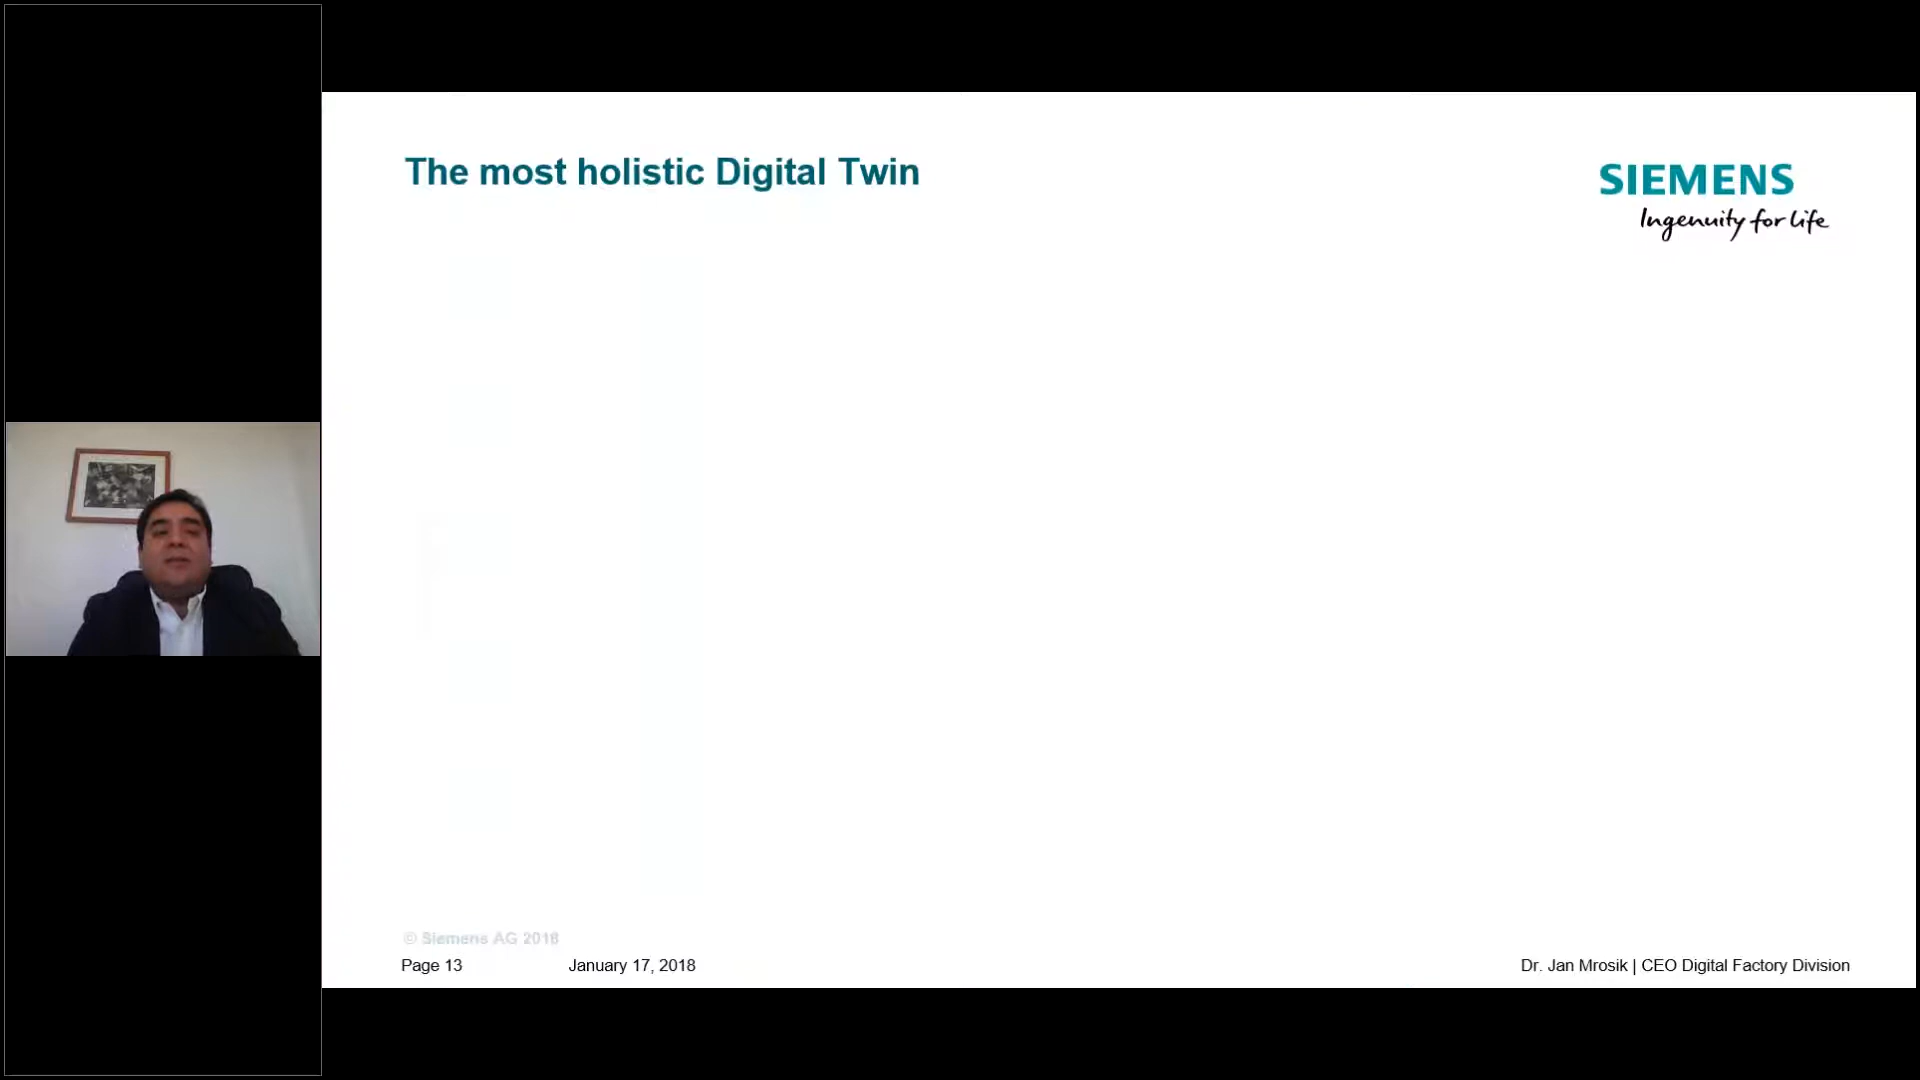 The most holistic Digital Twin
SIEMENS
Ingenuity for life
© Siemens AG 2018
Page 13
January 17, 2018
Dr. Jan Mrosik | CEO Digital Factory Division